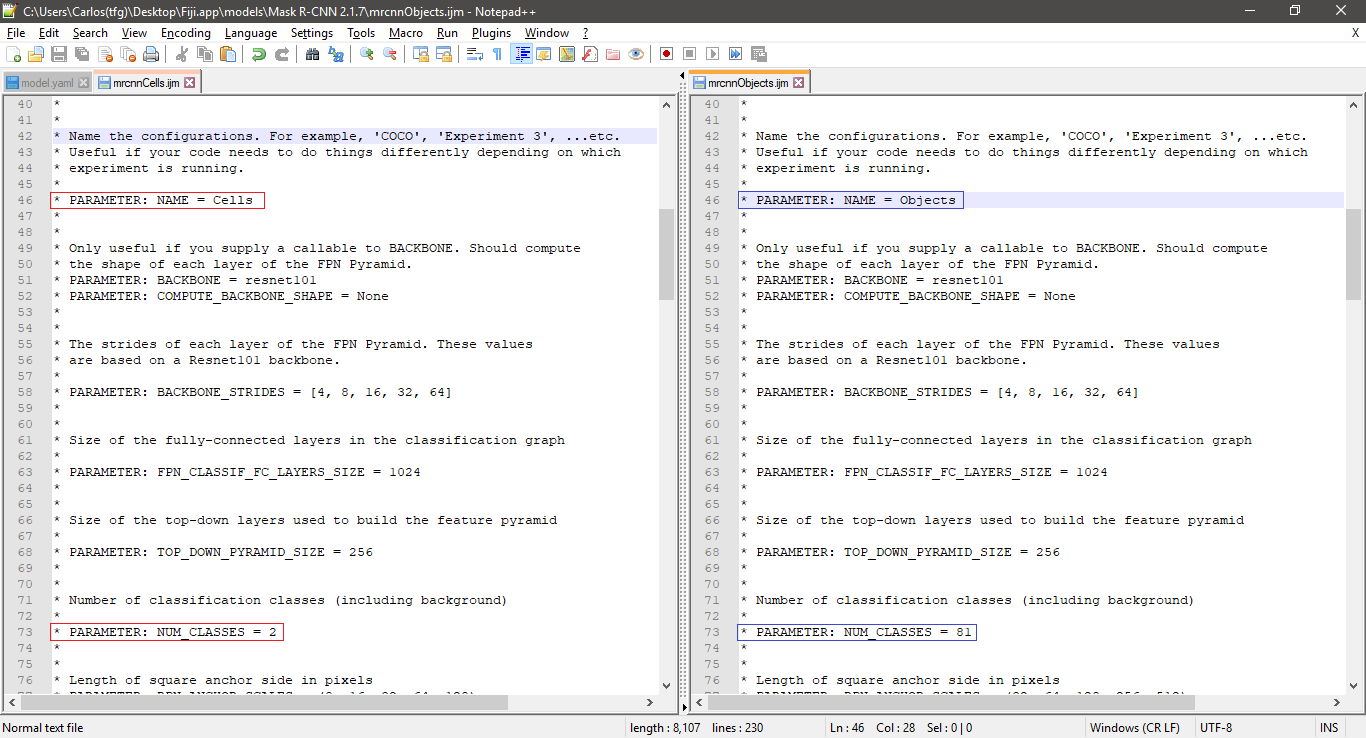 C:\Users\Carlos(tfg)\Desktop\Fiji.app\models\Mask R-CNN 2.1.7\mrcnnObjects.ijm - Notepad++
File Edit Search View Encoding Language Settings Tools Macro Run Plugins Window ? X
model.yaml mrcnnCells.ijm
40 *
41 *
42 * Name the configurations. For example, 'COCO', 'Experiment 3', ...etc.
43 * Useful if your code needs to do things differently depending on which
44 * experiment is running.
45 *
46 * PARAMETER: NAME = Cells
47 *
48 *
49 * Only useful if you supply a callable to BACKBONE. Should compute
50 * the shape of each layer of the FPN Pyramid.
51 * PARAMETER: BACKBONE = resnet101
52 * PARAMETER: COMPUTE_BACKBONE_SHAPE = None
53 *
54 *
55 * The strides of each layer of the FPN Pyramid. These values
56 * are based on a Resnet101 backbone.
57 *
58 * PARAMETER: BACKBONE_STRIDES = [4, 8, 16, 32, 64]
59 *
60 *
61 * Size of the fully-connected layers in the classification graph
62 *
63 * PARAMETER: FPN_CLASSIF_FC_LAYERS_SIZE = 1024
64 *
65 *
66 * Size of the top-down layers used to build the feature pyramid
67 *
68 * PARAMETER: TOP_DOWN_PYRAMID_SIZE = 256
69 *
70 *
71 * Number of classification classes (including background)
72 *
73 * PARAMETER: NUM_CLASSES = 2
74 *
75 *
76 * Length of square anchor side in pixels
mrcnnObjects.ijm
40 *
41 *
42 * Name the configurations. For example, 'COCO', 'Experiment 3', ...etc.
43 * Useful if your code needs to do things differently depending on which
44 * experiment is running.
45 *
46 * PARAMETER: NAME = Objects
47 *
48 *
49 * Only useful if you supply a callable to BACKBONE. Should compute
50 * the shape of each layer of the FPN Pyramid.
51 * PARAMETER: BACKBONE = resnet101
52 * PARAMETER: COMPUTE_BACKBONE_SHAPE = None
53 *
54 *
55 * The strides of each layer of the FPN Pyramid. These values
56 * are based on a Resnet101 backbone.
57 *
58 * PARAMETER: BACKBONE_STRIDES = [4, 8, 16, 32, 64]
59 *
60 *
61 * Size of the fully-connected layers in the classification graph
62 *
63 * PARAMETER: FPN_CLASSIF_FC_LAYERS_SIZE = 1024
64 *
65 *
66 * Size of the top-down layers used to build the feature pyramid
67 *
68 * PARAMETER: TOP_DOWN_PYRAMID_SIZE = 256
69 *
70 *
71 * Number of classification classes (including background)
72 *
73 * PARAMETER: NUM_CLASSES = 81
74 *
75 *
76 * Length of square anchor side in pixels
Normal text file length : 8,107 lines : 230 Ln : 46 Col : 28 Sel : 0 | 0 Windows (CR LF) UTF-8 INS